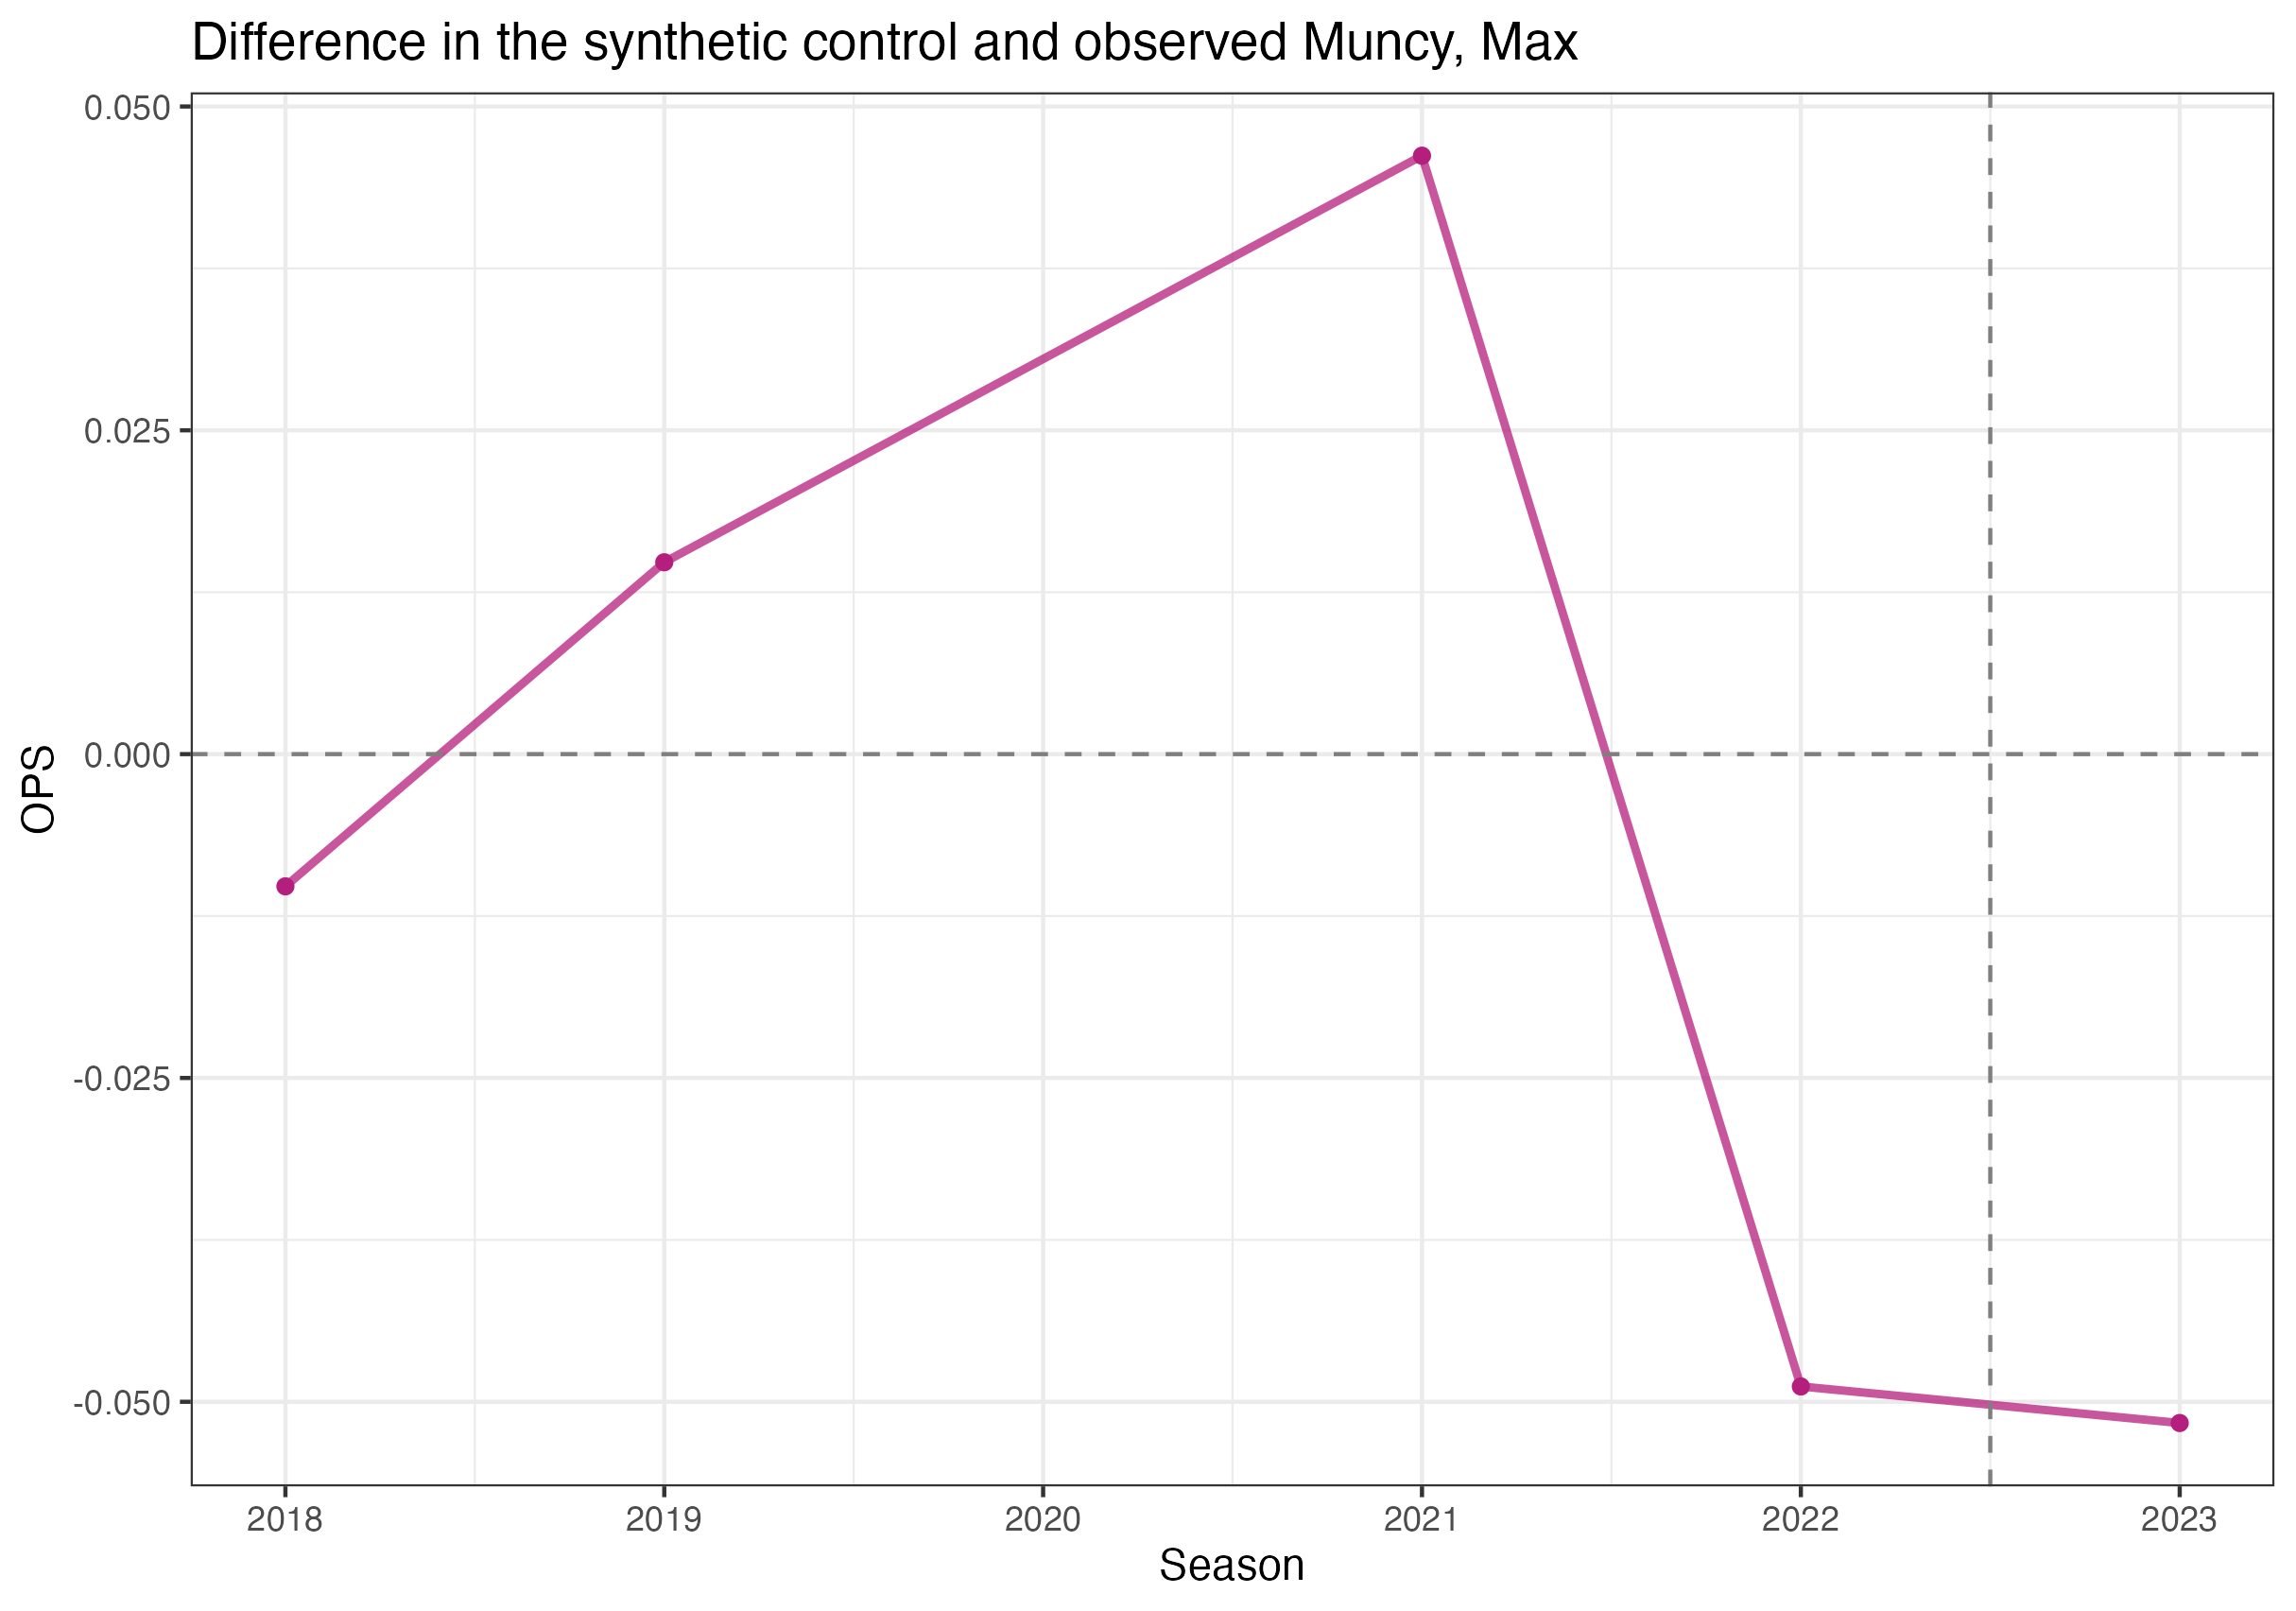 Difference in the synthetic control and observed Muncy, Max
0.050
0.025
0.000
-0.025
-0.050
OPS
2018 2019 2020 2021 2022 2023
Season